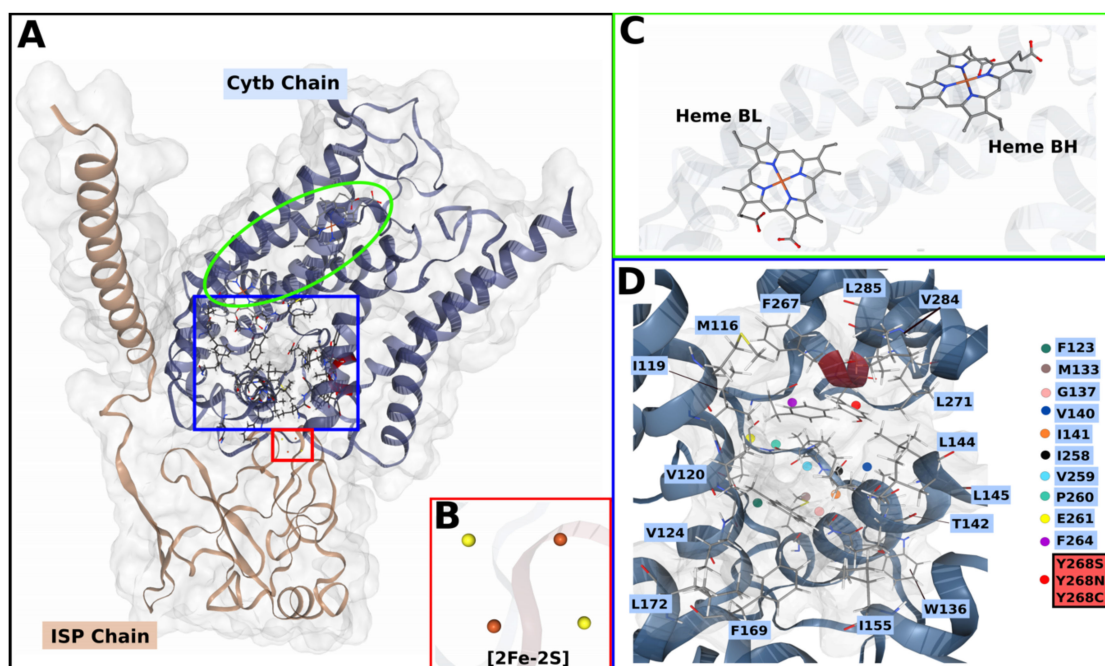 A
Cytb Chain
ISP Chain
B
[2Fe-2S]
C
Heme BL
Heme BH
D
L285
F267
V284
M116
I119
L271
V120
L144
L145
T142
V124
L172
W136
F169
I155
F123
M133
G137
V140
I141
I258
V259
P260
E261
F264
Y268S
Y268N
Y268C